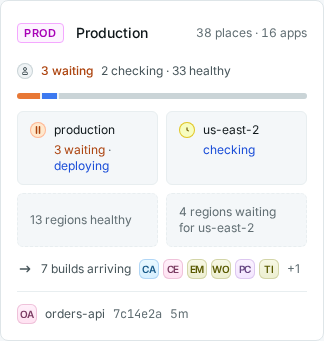 PROD Production 38 places · 16 apps
3 waiting 2 checking · 33 healthy
production
3 waiting ·
deploying
us-east-2
checking
13 regions healthy
4 regions waiting
for us-east-2
→ 7 builds arriving CA CE EM WO PC TI +1
OA orders-api 7c14e2a 5m